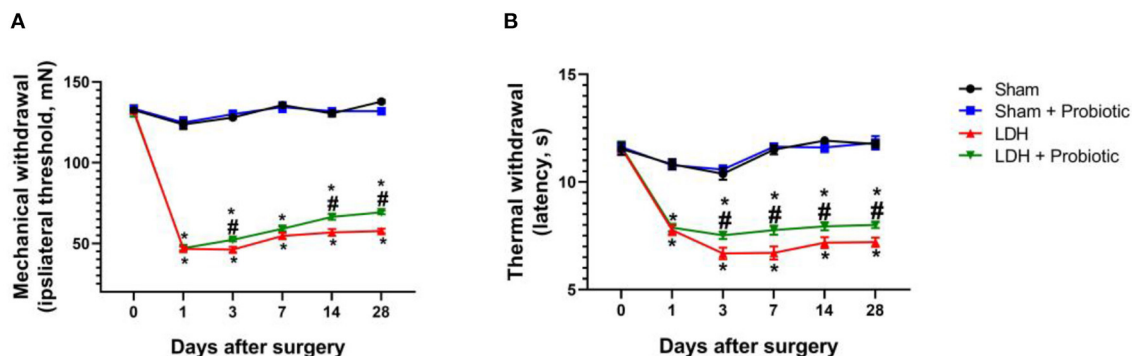 A
Mechanical withdrawal
(ipsliateral threshold, mN)
150
100
50
* * * * *
# # #
* * * * *
0 1 3 7 14 28
Days after surgery
B
Thermal withdrawal
(latency, s)
15
10
5
* * * * *
# # # #
* * * * *
0 1 3 7 14 28
Days after surgery
Sham
Sham + Probiotic
LDH
LDH + Probiotic